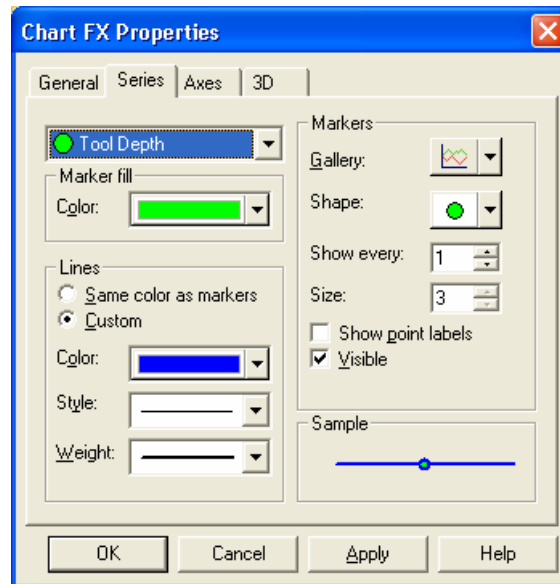 Chart FX Properties
General Series Axes 3D
Tool Depth
Marker fill
Color:
Lines
Same color as markers
Custom
Color:
Style:
Weight:
Markers
Gallery:
Shape:
Show every: 1
Size: 3
Show point labels
Visible
Sample
OK Cancel Apply Help